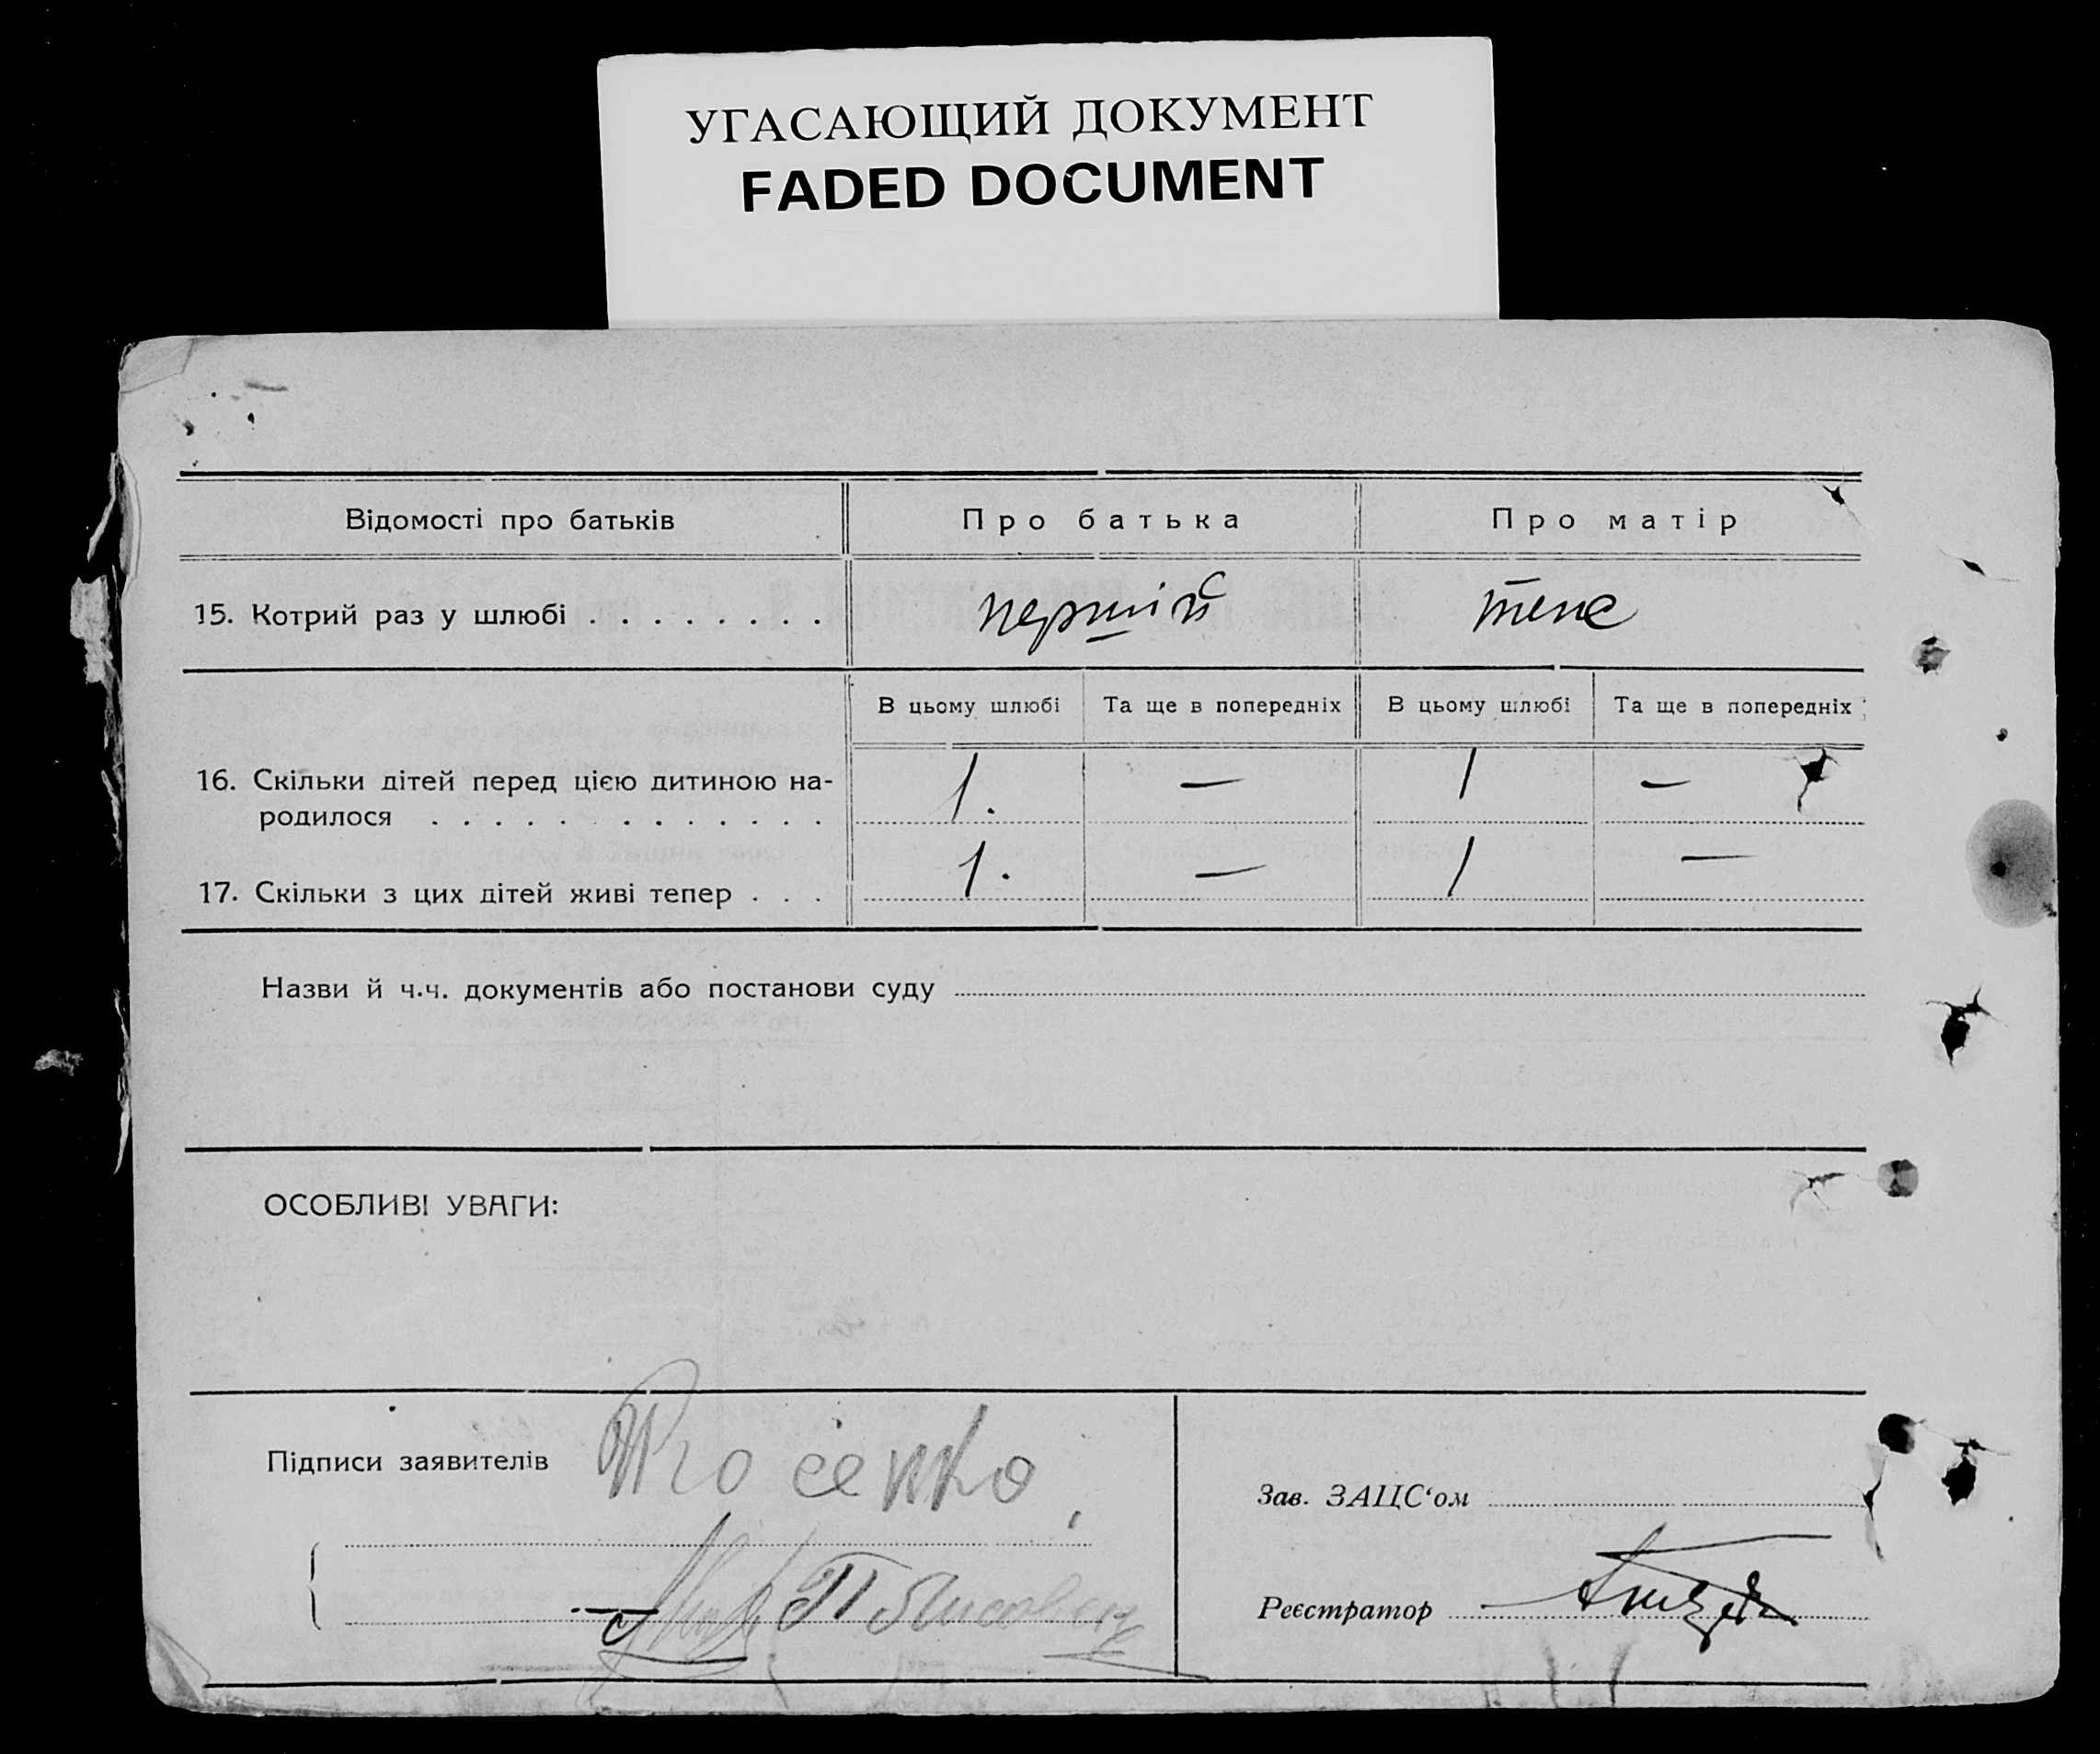 УГАСАЮЩИЙ ДОКУМЕНТ
FADED DOCUMENT
Відомості про батьків
Про батька
Про матір
15. Котрий раз у шлюбі . . . . . . . .
перший
теж
В цьому шлюбі
Та ще в попередніх
В цьому шлюбі
Та ще в попередніх
16. Скільки дітей перед цією дитиною на-
родилося . . . . . . . . . . . . .
1.
—
1
—
17. Скільки з цих дітей живі тепер . . .
1.
—
1
—
Назви й ч.ч. документів або постанови суду
ОСОБЛИВІ УВАГИ:
Підписи заявителів
Зав. ЗАЦС‘ом
Реєстратор